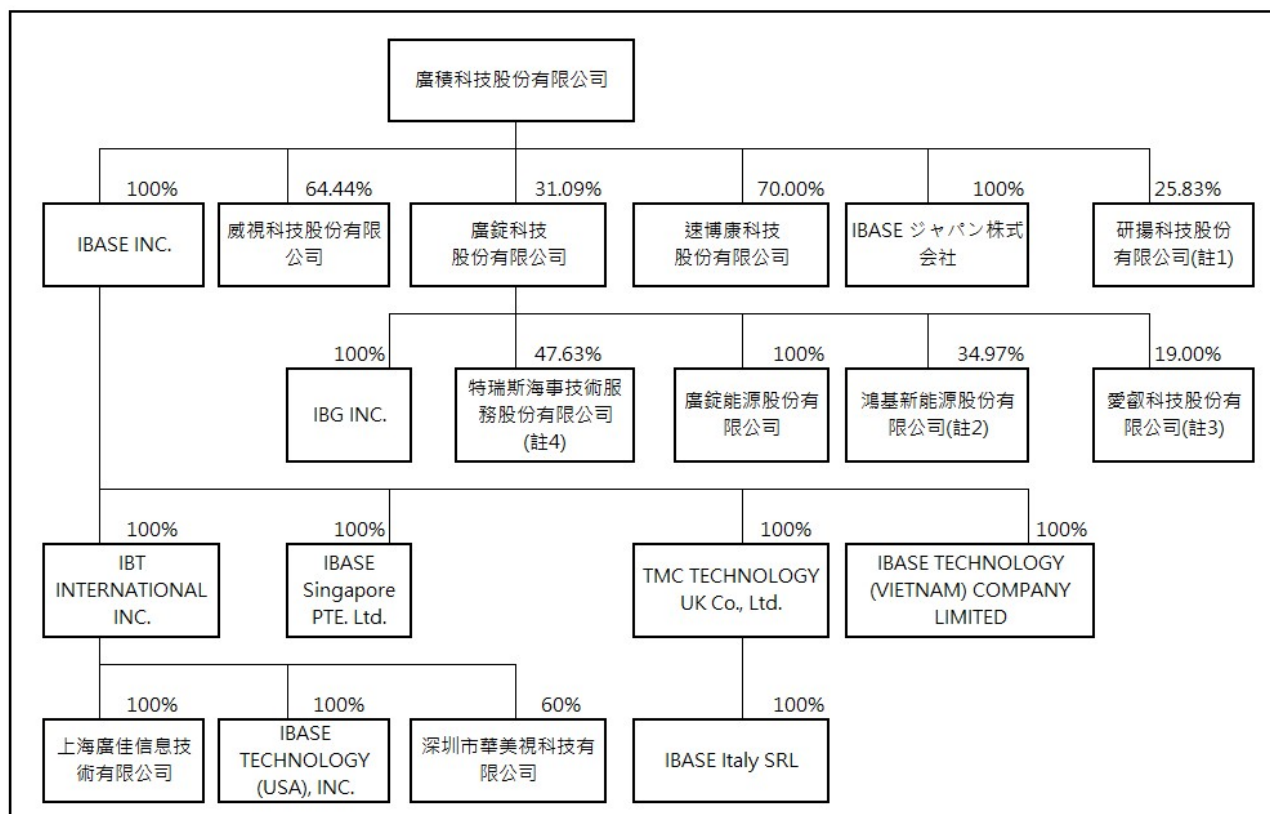 廣積科技股份有限公司
100%
64.44%
31.09%
70.00%
100%
25.83%
IBASE INC.
威視科技股份有限
公司
廣錠科技
股份有限公司
速博康科技
股份有限公司
IBASE ジャパン株式
会社
研揚科技股份
有限公司(註1)
100%
47.63%
100%
34.97%
19.00%
IBG INC.
特瑞斯海事技術服
務股份有限公司
(註4)
廣錠能源股份有
限公司
鴻基新能源股份有
限公司(註2)
愛叡科技股份有
限公司(註3)
100%
100%
100%
100%
IBT
INTERNATIONAL
INC.
IBASE
Singapore
PTE. Ltd.
TMC TECHNOLOGY
UK Co., Ltd.
IBASE TECHNOLOGY
(VIETNAM) COMPANY
LIMITED
100%
100%
60%
100%
上海廣佳信息技
術有限公司
IBASE
TECHNOLOGY
(USA), INC.
深圳市華美視科技有
限公司
IBASE Italy SRL